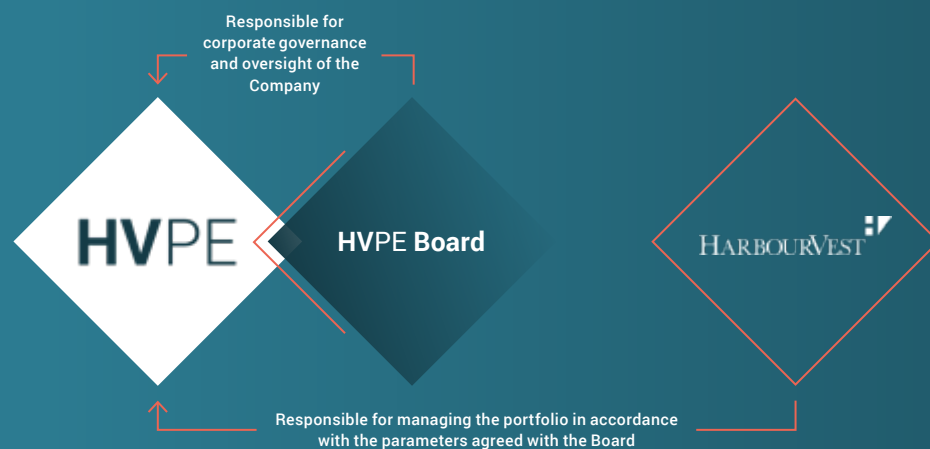 Responsible for
corporate governance
and oversight of the
Company
HVPE
HVPE Board
HARBOURVEST
Responsible for managing the portfolio in accordance
with the parameters agreed with the Board